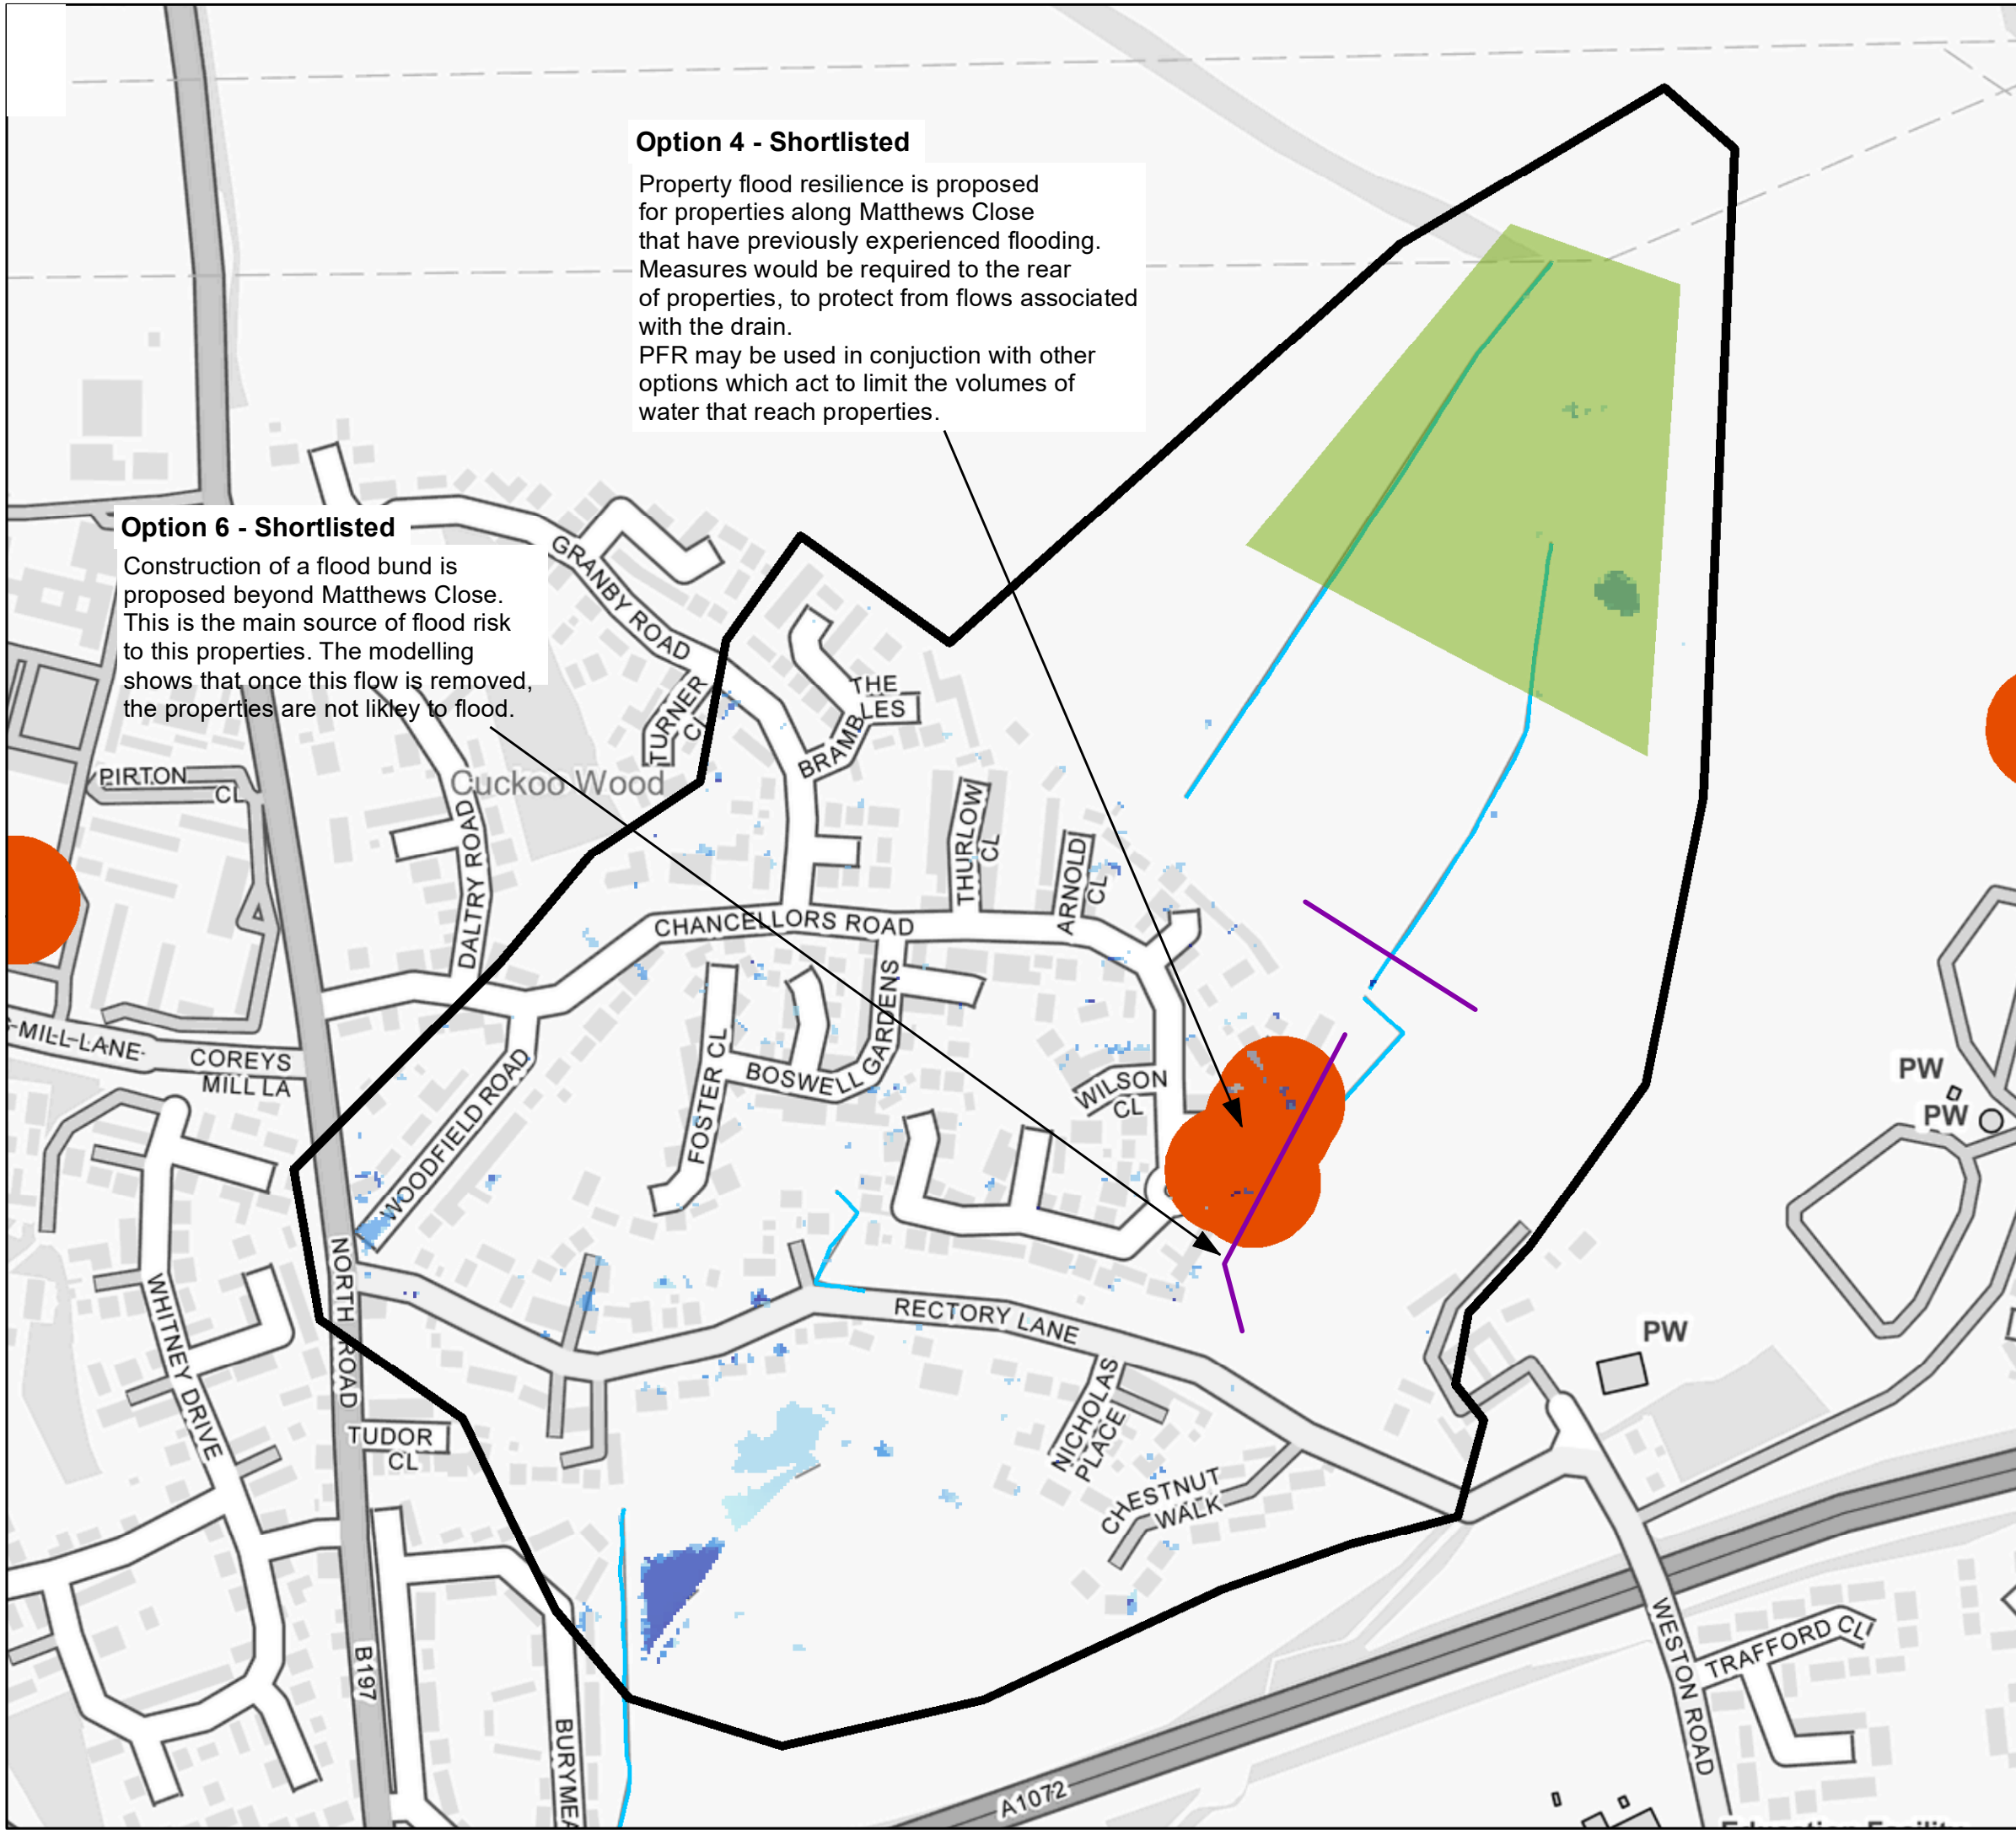 Option 4 - Shortlisted
Property flood resilience is proposed
for properties along Matthews Close
that have previously experienced flooding.
Measures would be required to the rear
of properties, to protect from flows associated
with the drain.
PFR may be used in conjuction with other
options which act to limit the volumes of
water that reach properties.
Option 6 - Shortlisted
Construction of a flood bund is
proposed beyond Matthews Close.
This is the main source of flood risk
to this properties. The modelling
shows that once this flow is removed,
the properties are not likley to flood.
GRANBY ROAD
TURNER
CL
THE
BRAMBLES
PIRTON
CL
Cuckoo Wood
DALTRY ROAD
THURLOW
CL
ARNOLD
CL
CHANCELLORS ROAD
MILL-LANE
COREYS
MILL LA
WOODFIELD ROAD
FOSTER CL
BOSWELL GARDENS
WILSON
CL
PW
PW
NORTH ROAD
WHITNEY DRIVE
RECTORY LANE
PW
TUDOR
CL
NICHOLAS
PLACE
CHESTNUT
WALK
B197
BURYMEA
WESTON ROAD
TRAFFORD CL
A1072
Education Facility